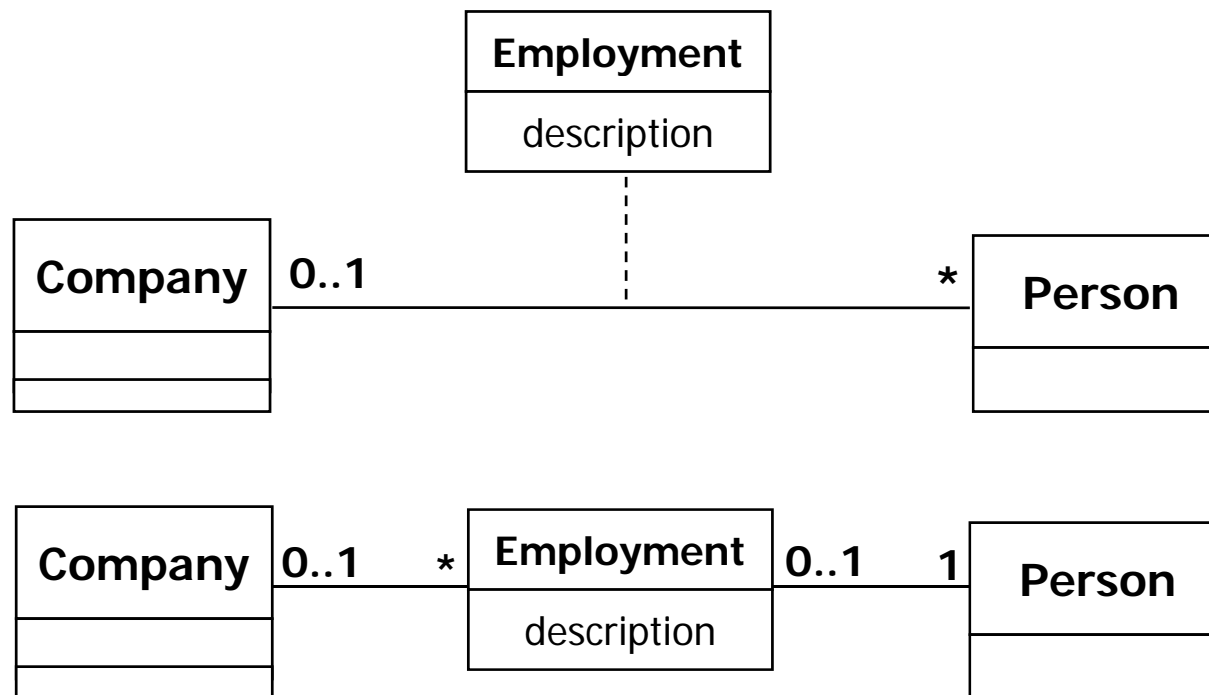 Employment
description
Company 0..1 * Person
Company 0..1 * Employment 0..1 1 Person
description